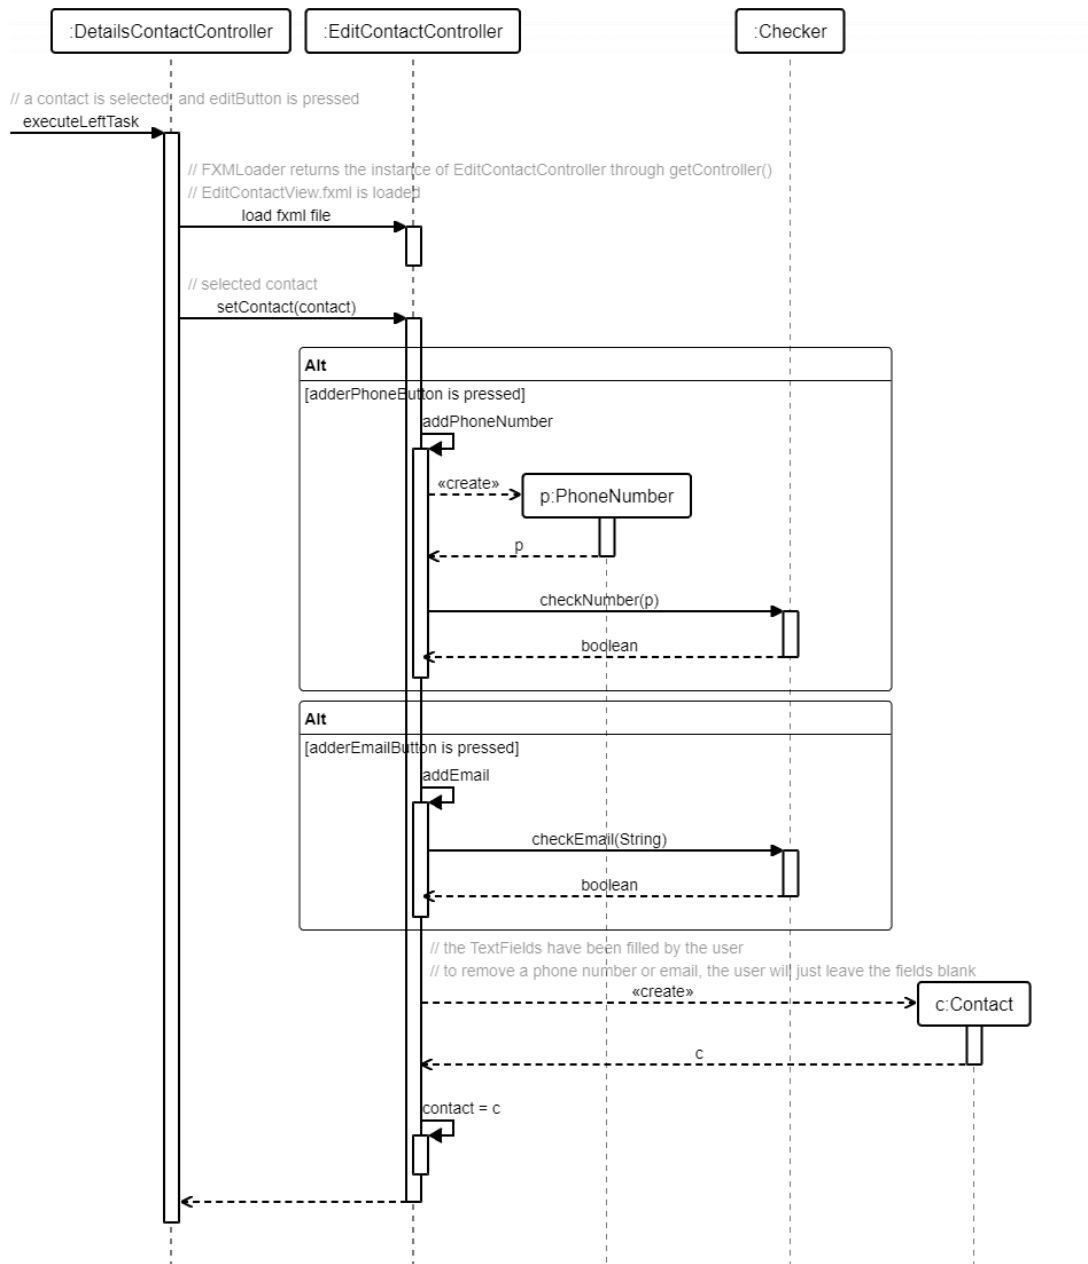 :DetailsContactController
:EditContactController
:Checker
// a contact is selected, and editButton is pressed
executeLeftTask
// FXMLoader returns the instance of EditContactController through getController()
// EditContactView.fxml is loaded
load fxml file
// selected contact
setContact(contact)
Alt
[adderPhoneButton is pressed]
addPhoneNumber
«create»
p:PhoneNumber
p
checkNumber(p)
boolean
Alt
[adderEmailButton is pressed]
addEmail
checkEmail(String)
boolean
// the TextFields have been filled by the user
// to remove a phone number or email, the user will just leave the fields blank
«create»
c:Contact
c
contact = c